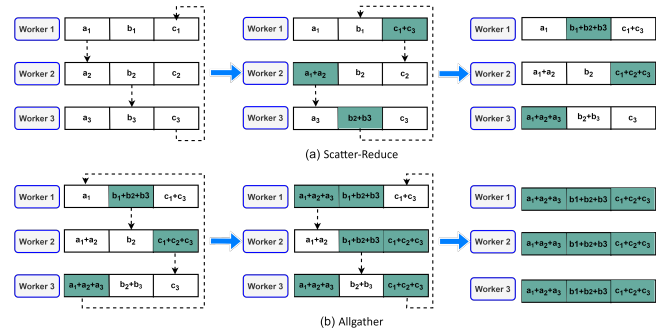 Worker 1 a₁ b₁ c₁ Worker 1 a₁ b₁ c₁+c₃ Worker 1 a₁ b₁+b2+b3 c₁+c₃
Worker 2 a₂ b₂ c₂ Worker 2 a₁+a₂ b₂ c₂ Worker 2 a₁+a₂ b₂ c₁+c₂+c₃
Worker 3 a₃ b₃ c₃ Worker 3 a₃ b2+b3 c₃ Worker 3 a₁+a₂+a₃ b₂+b₃ c₃
(a) Scatter-Reduce
Worker 1 a₁ b₁+b2+b3 c₁+c₃ Worker 1 a₁+a₂+a₃ b₁+b2+b3 c₁+c₃ Worker 1 a₁+a₂+a₃ b1+b2+b3 c₁+c₂+c₃
Worker 2 a₁+a₂ b₂ c₁+c₂+c₃ Worker 2 a₁+a₂ b₁+b2+b3 c₁+c₂+c₃ Worker 2 a₁+a₂+a₃ b1+b2+b3 c₁+c₂+c₃
Worker 3 a₁+a₂+a₃ b₂+b₃ c₃ Worker 3 a₁+a₂+a₃ b₂+b₃ c₁+c₂+c₃ Worker 3 a₁+a₂+a₃ b1+b2+b3 c₁+c₂+c₃
(b) Allgather